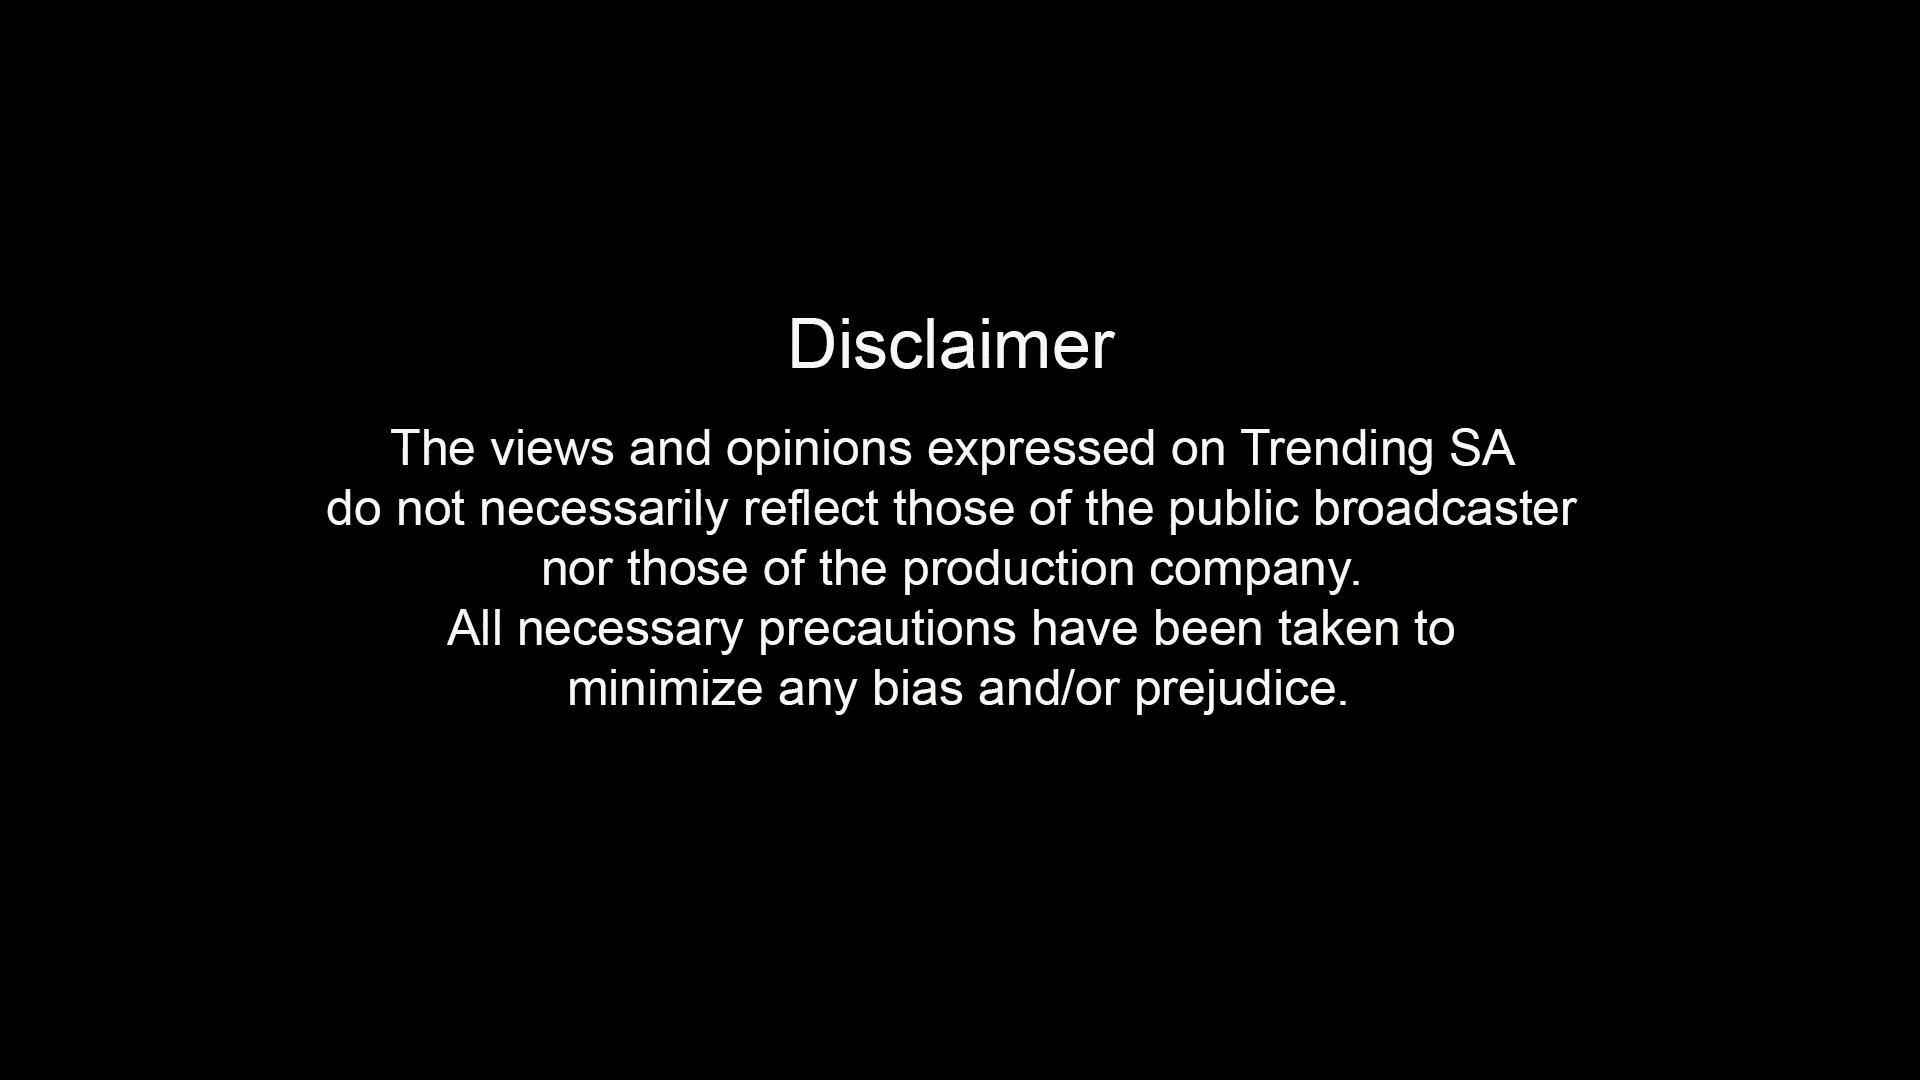 Disclaimer
The views and opinions expressed on Trending SA
do not necessarily reflect those of the public broadcaster
nor those of the production company.
All necessary precautions have been taken to
minimize any bias and/or prejudice.